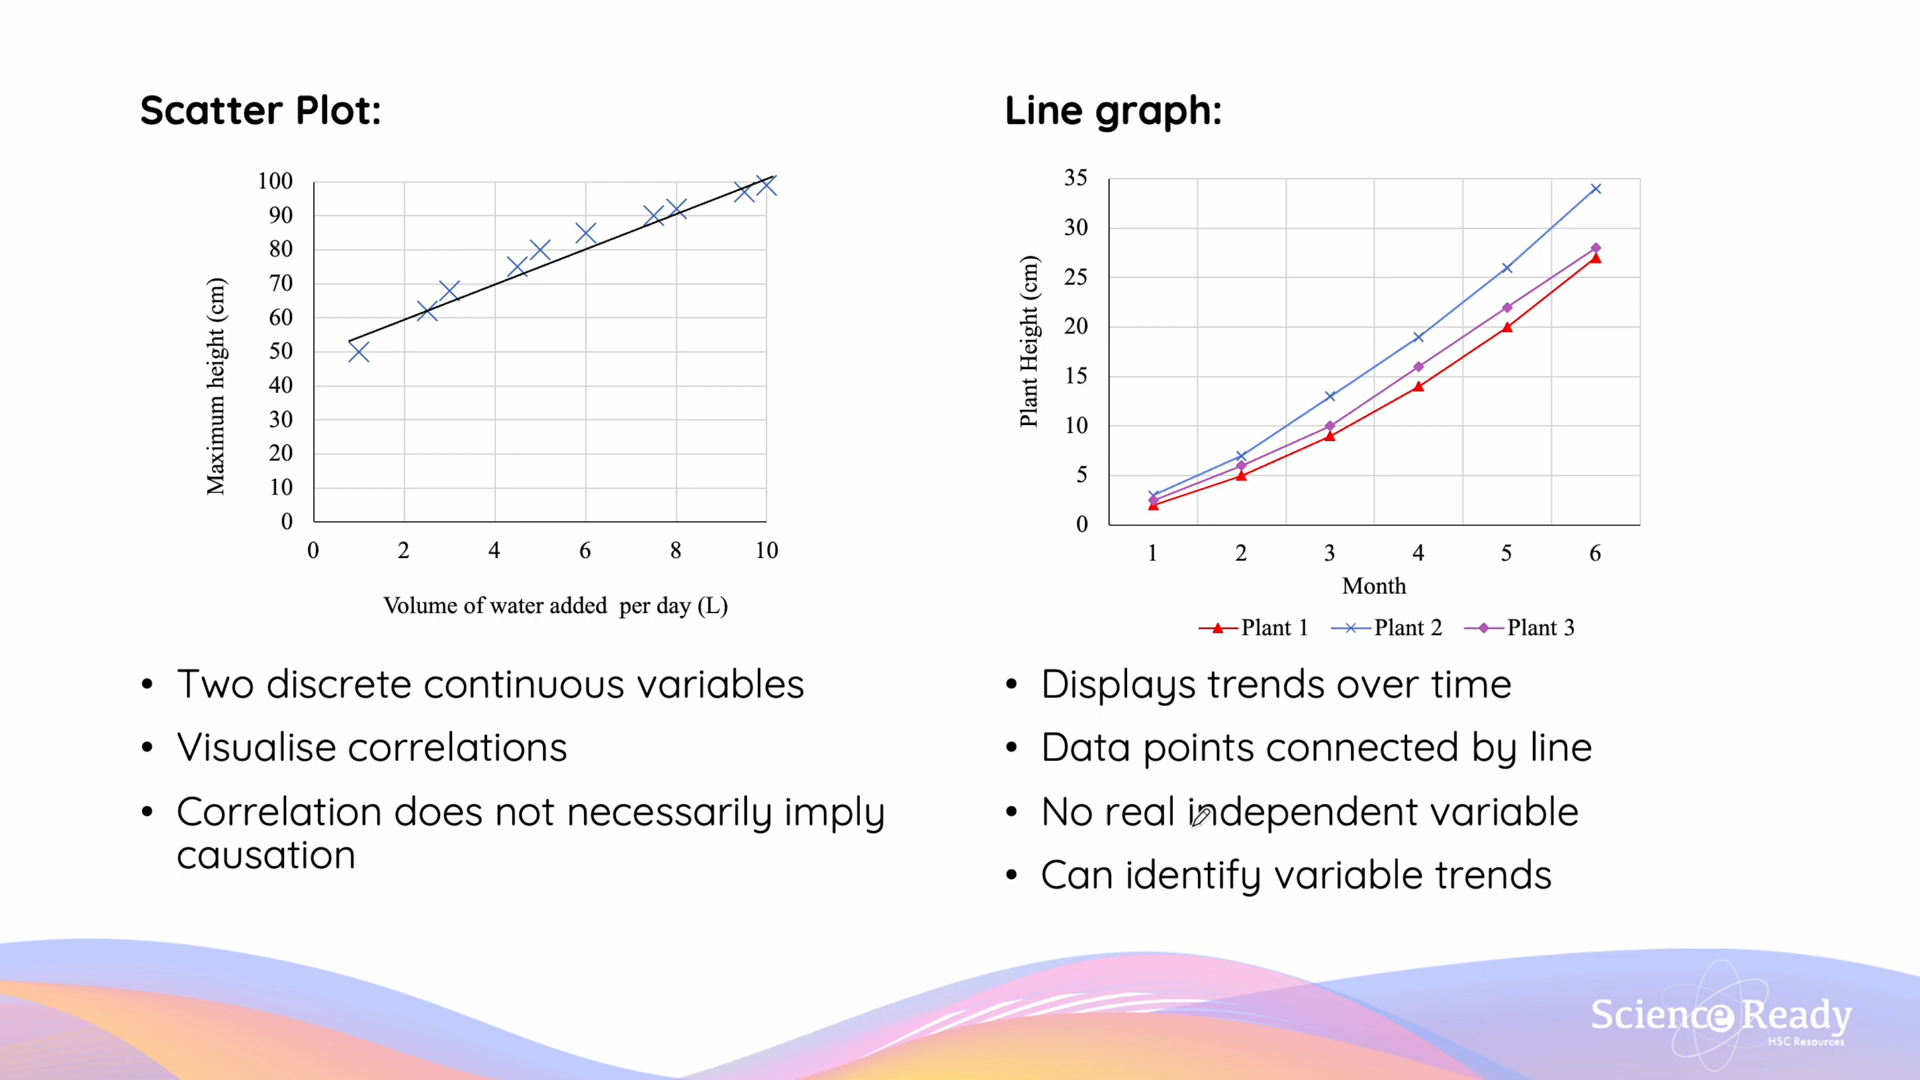 Scatter Plot:
100
90
80
70
60
50
40
30
20
10
0
Maximum height (cm)
0 2 4 6 8 10
Volume of water added per day (L)
• Two discrete continuous variables
• Visualise correlations
• Correlation does not necessarily imply
causation
Line graph:
35
30
25
20
15
10
5
0
Plant Height (cm)
1 2 3 4 5 6
Month
Plant 1 Plant 2 Plant 3
• Displays trends over time
• Data points connected by line
• No real independent variable
• Can identify variable trends
Science Ready
HSC Resources